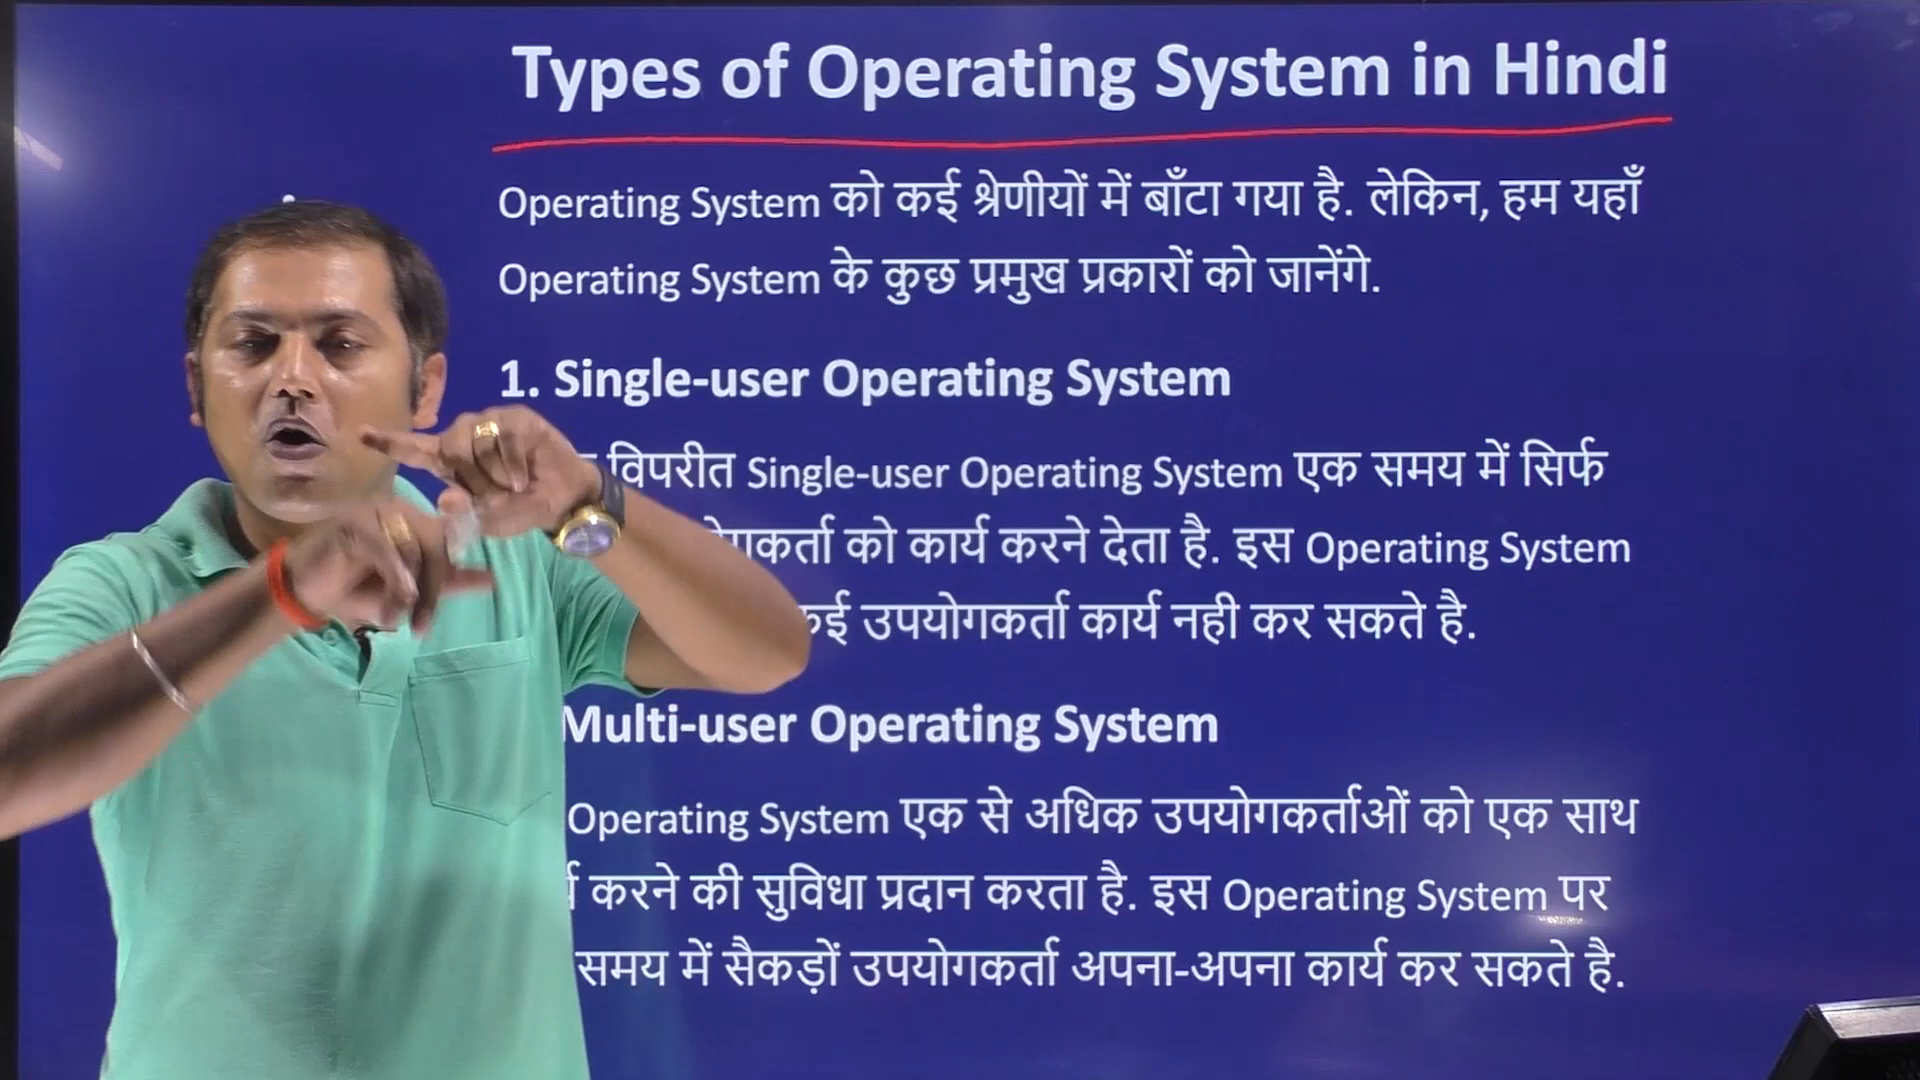 Types of Operating System in Hindi
Operating System को कई श्रेणीयों में बाँटा गया है. लेकिन, हम यहाँ
Operating System के कुछ प्रमुख प्रकारों को जानेंगे.
1. Single-user Operating System
विपरीत Single-user Operating System एक समय में सिर्फ
को कार्य करने देता है. इस Operating System
उपयोगकर्ता कार्य नही कर सकते है.
Multi-user Operating System
Operating System एक से अधिक उपयोगकर्ताओं को एक साथ
करने की सुविधा प्रदान करता है. इस Operating System पर
समय में सैकड़ों उपयोगकर्ता अपना-अपना कार्य कर सकते है.